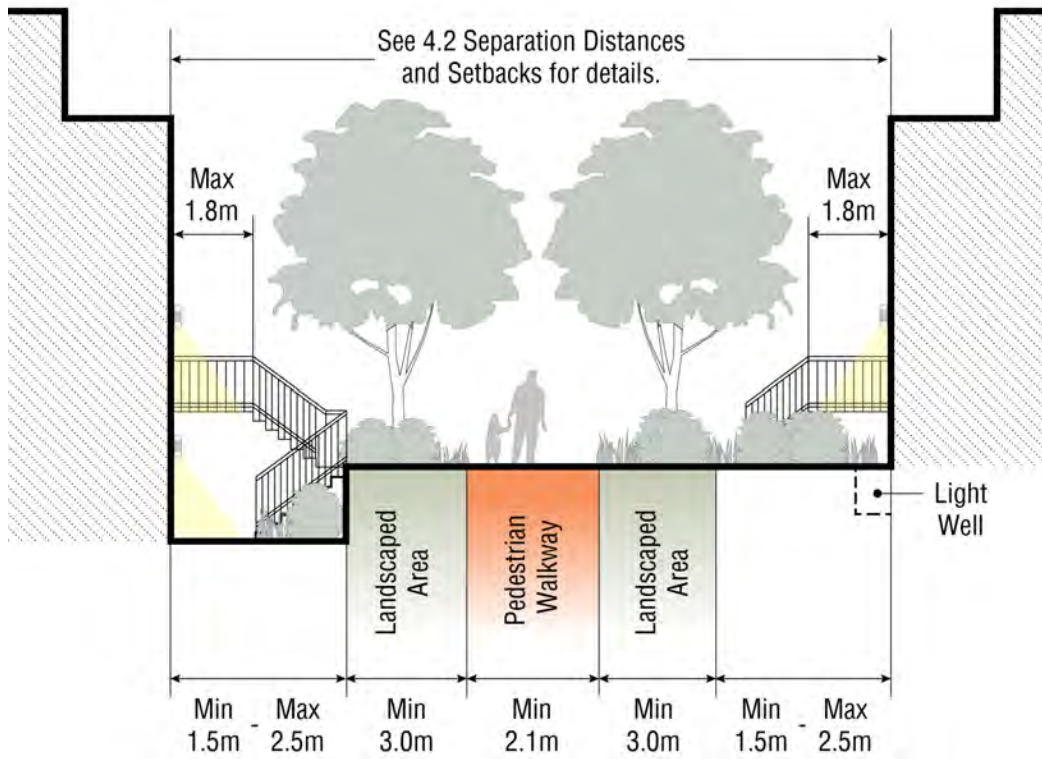 See 4.2 Separation Distances
and Setbacks for details.
Max
1.8m
Max
1.8m
Light
Well
Landscaped
Area
Pedestrian
Walkway
Landscaped
Area
Min
1.5m
-
Max
2.5m
Min
3.0m
Min
2.1m
Min
3.0m
Min
1.5m
-
Max
2.5m